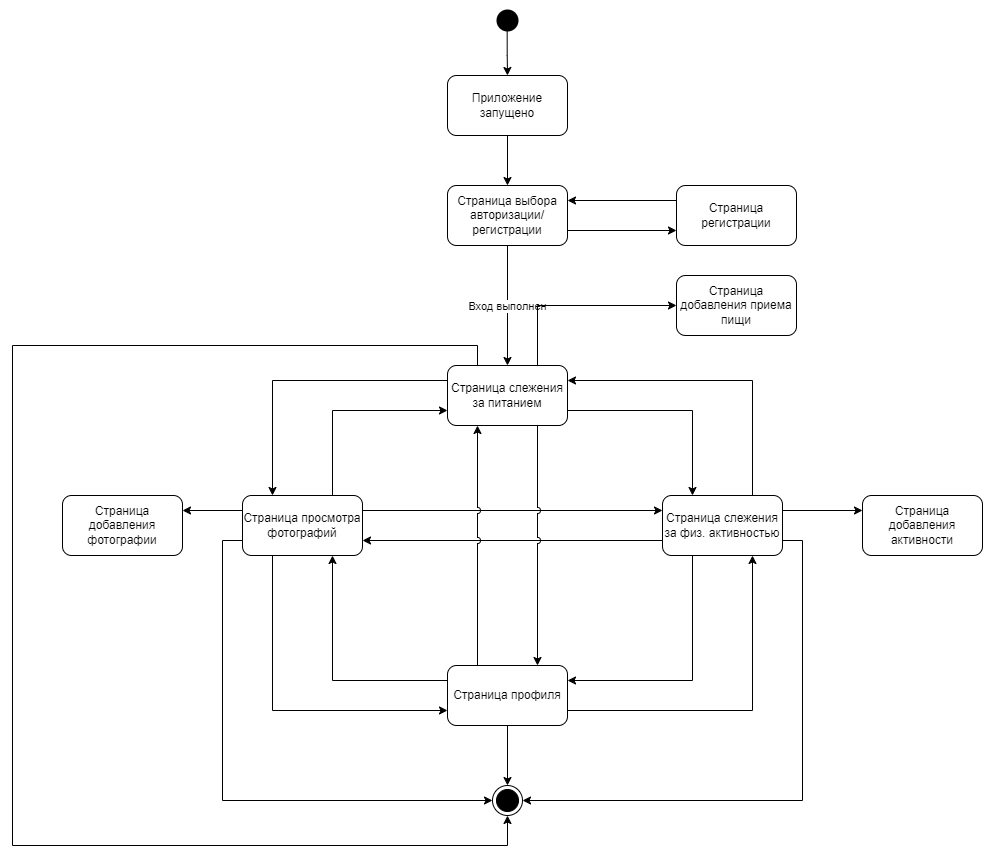 Приложение
запущено
Страница выбора
авторизации/
регистрации
Страница
регистрации
Вход выполнен
Страница
добавления приема
пищи
Страница слежения
за питанием
Страница
добавления
фотографии
Страница просмотра
фотографий
Страница слежения
за физ. активностью
Страница
добавления
активности
Страница профиля